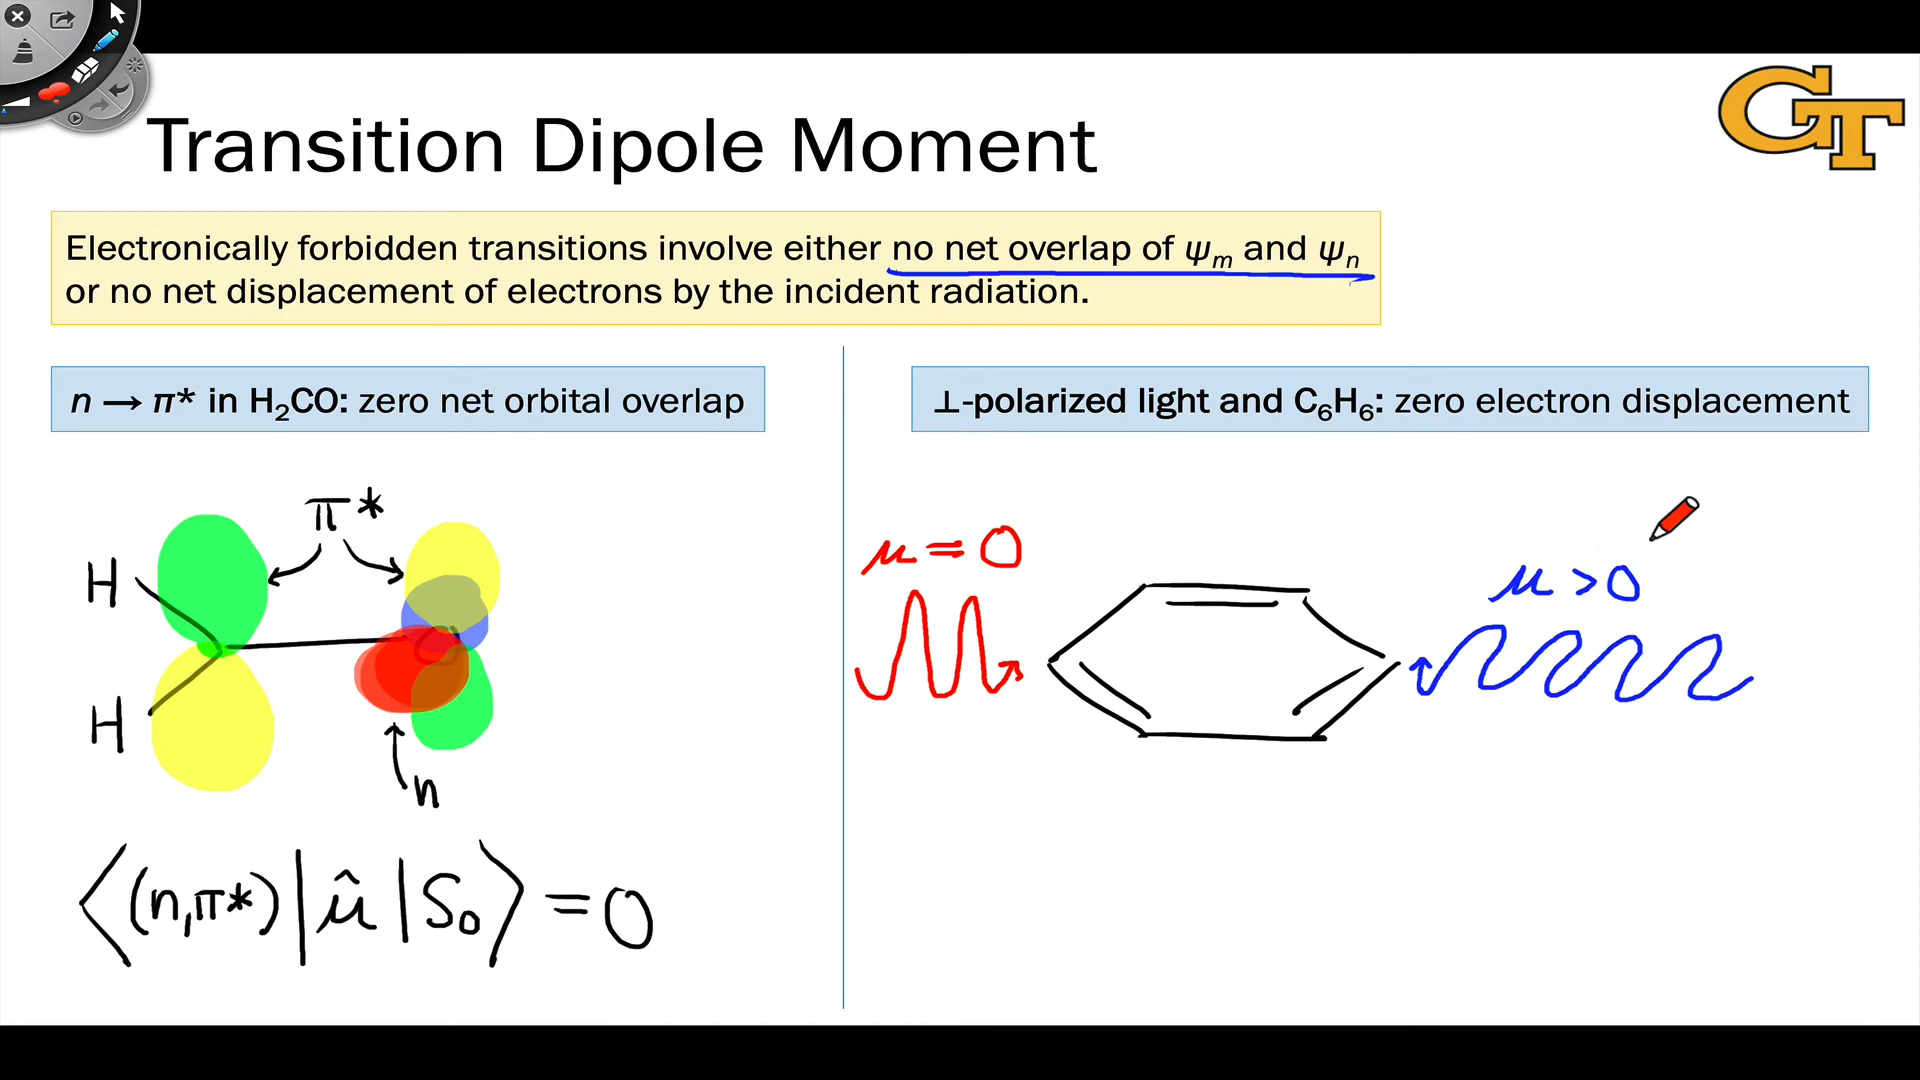 GT
Transition Dipole Moment
Electronically forbidden transitions involve either no net overlap of ψₘ and ψₙ
or no net displacement of electrons by the incident radiation.
n → π* in H₂CO: zero net orbital overlap
⊥-polarized light and C₆H₆: zero electron displacement
π*
H
H
O
n
⟨(n,π*)|μ̂|S₀⟩ = 0
μ = 0
μ > 0